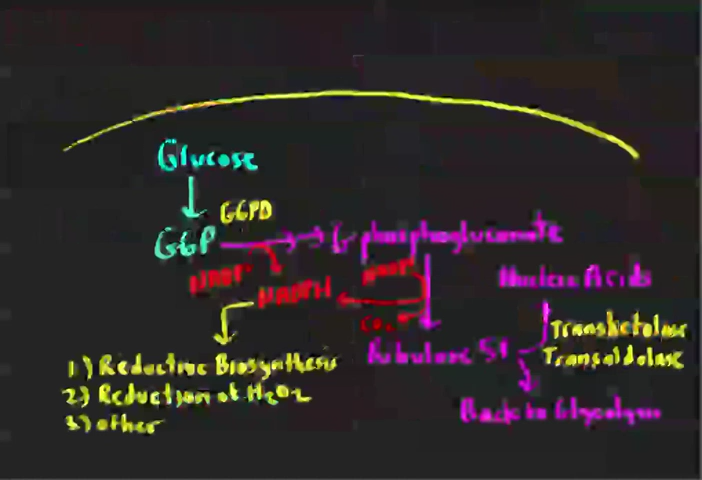 Glucose
G6PD
G6P 6-phosphogluconate
NADP+ NADP+
NADPH
Nucleic Acids
CO2
Transketolase
Ribulose 5P
Transaldolase
1) Reductive Biosynthesis
2) Reduction of H2O2
3) other
Back to Glycolysis